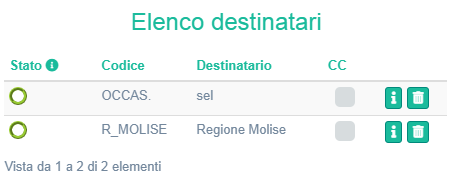 Elenco destinatari
Stato Codice Destinatario CC
OCCAS. sel
R_MOLISE Regione Molise
Vista da 1 a 2 di 2 elementi